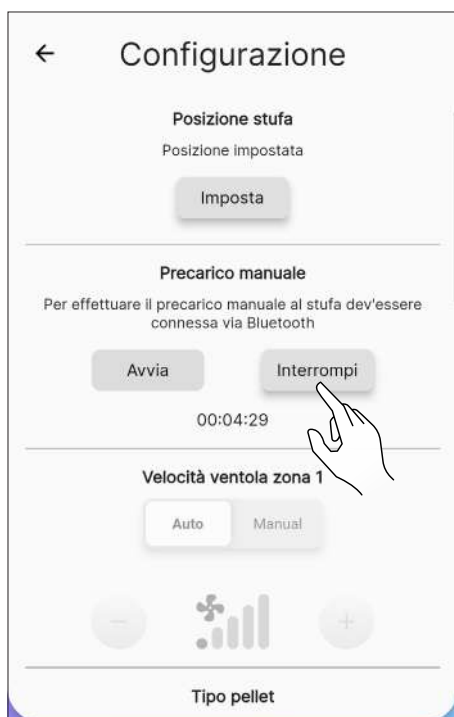 Configurazione
Posizione stufa
Posizione impostata
Imposta
Precarico manuale
Per effettuare il precarico manuale al stufa dev'essere
connessa via Bluetooth
Avvia
Interrompi
00:04:29
Velocità ventola zona 1
Auto
Manual
Tipo pellet